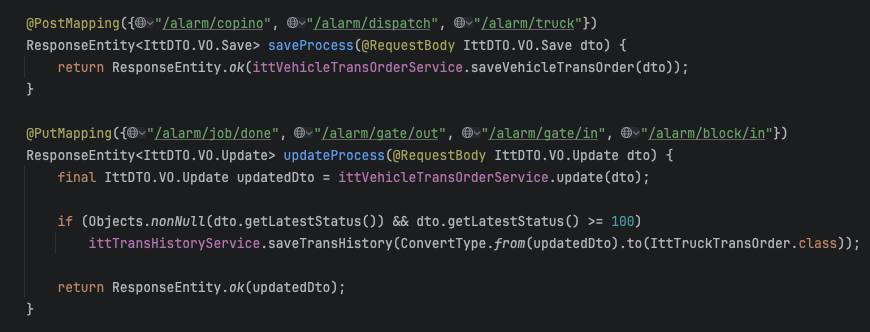 @PostMapping({"/alarm/copino", "/alarm/dispatch", "/alarm/truck"})
ResponseEntity<IttDTO.VO.Save> saveProcess(@RequestBody IttDTO.VO.Save dto) {
    return ResponseEntity.ok(ittVehicleTransOrderService.saveVehicleTransOrder(dto));
}

@PutMapping({"/alarm/job/done", "/alarm/gate/out", "/alarm/gate/in", "/alarm/block/in"})
ResponseEntity<IttDTO.VO.Update> updateProcess(@RequestBody IttDTO.VO.Update dto) {
    final IttDTO.VO.Update updatedDto = ittVehicleTransOrderService.update(dto);

    if (Objects.nonNull(dto.getLatestStatus()) && dto.getLatestStatus() >= 100)
        ittTransHistoryService.saveTransHistory(ConvertType.from(updatedDto).to(IttTruckTransOrder.class));

    return ResponseEntity.ok(updatedDto);
}